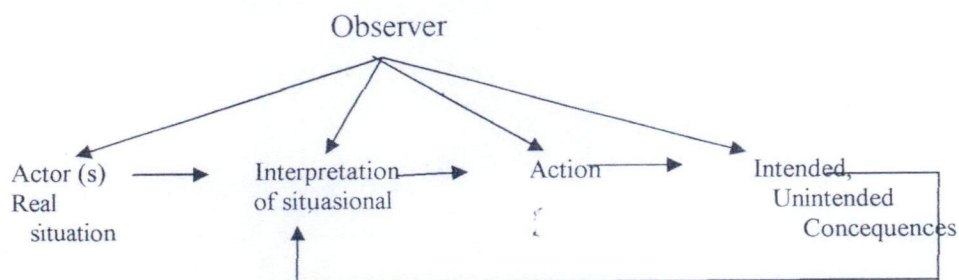 Observer
Actor (s)
Real
situation
Interpretation
of situasional
Action
Intended,
Unintended
Concequences